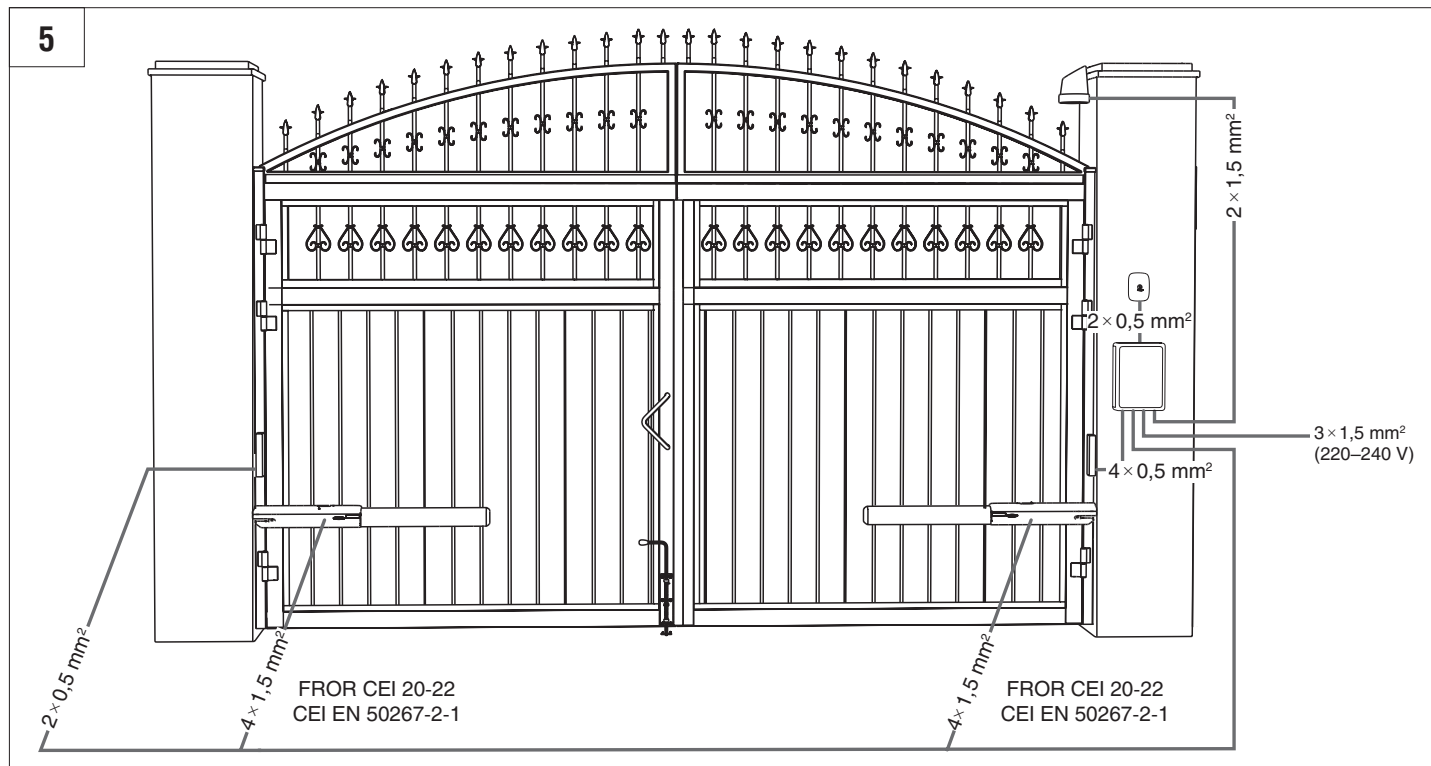 5
2×1,5 mm²
2×0,5 mm²
3×1,5 mm²
(220–240 V)
4×0,5 mm²
2×0,5 mm²
4×1,5 mm²
FROR CEI 20-22
CEI EN 50267-2-1
4×1,5 mm²
FROR CEI 20-22
CEI EN 50267-2-1